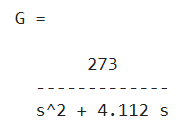 G =
273
-------------
s^2 + 4.112 s